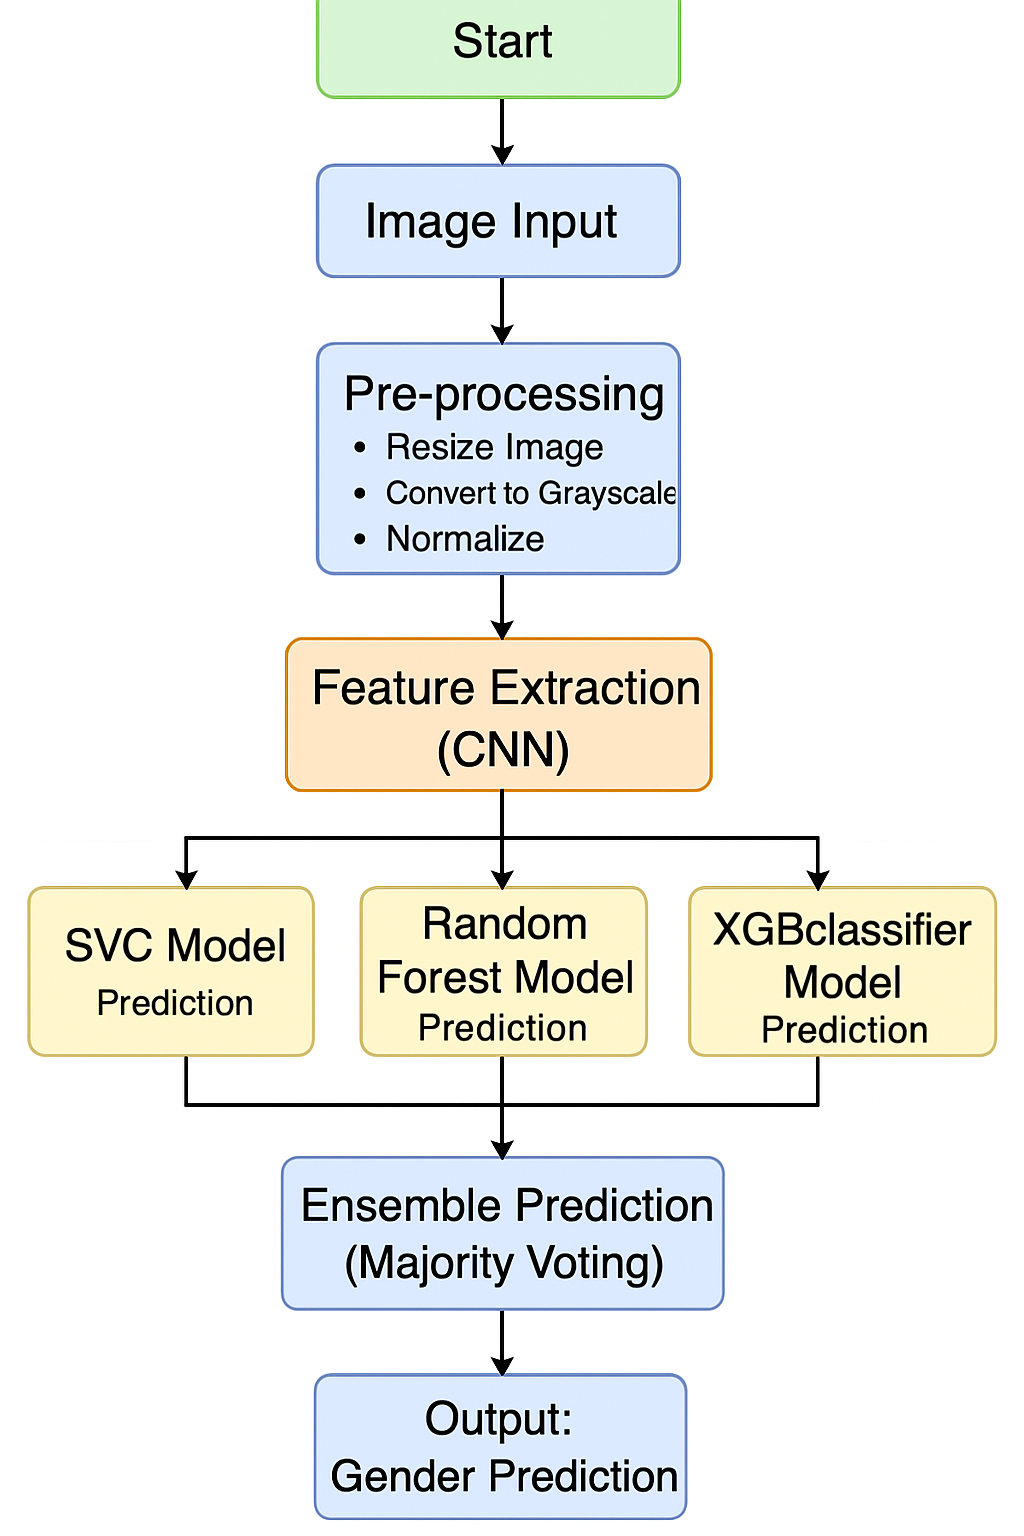 Start
Image Input
Pre-processing
• Resize Image
• Convert to Grayscale
• Normalize
Feature Extraction
(CNN)
SVC Model
Prediction
Random
Forest Model
Prediction
XGBclassifier
Model
Prediction
Ensemble Prediction
(Majority Voting)
Output:
Gender Prediction